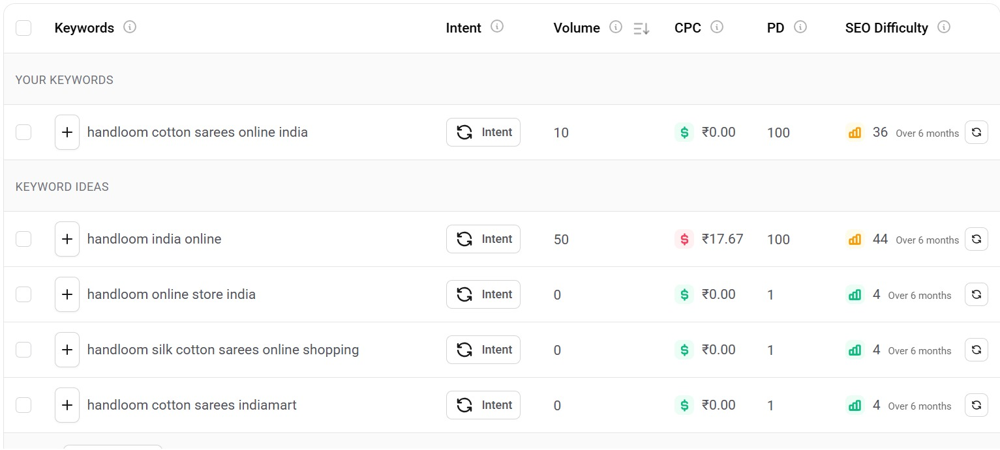 Keywords Intent Volume CPC PD SEO Difficulty
YOUR KEYWORDS
handloom cotton sarees online india Intent 10 ₹0.00 100 36 Over 6 months
KEYWORD IDEAS
handloom india online Intent 50 ₹17.67 100 44 Over 6 months
handloom online store india Intent 0 ₹0.00 1 4 Over 6 months
handloom silk cotton sarees online shopping Intent 0 ₹0.00 1 4 Over 6 months
handloom cotton sarees indiamart Intent 0 ₹0.00 1 4 Over 6 months